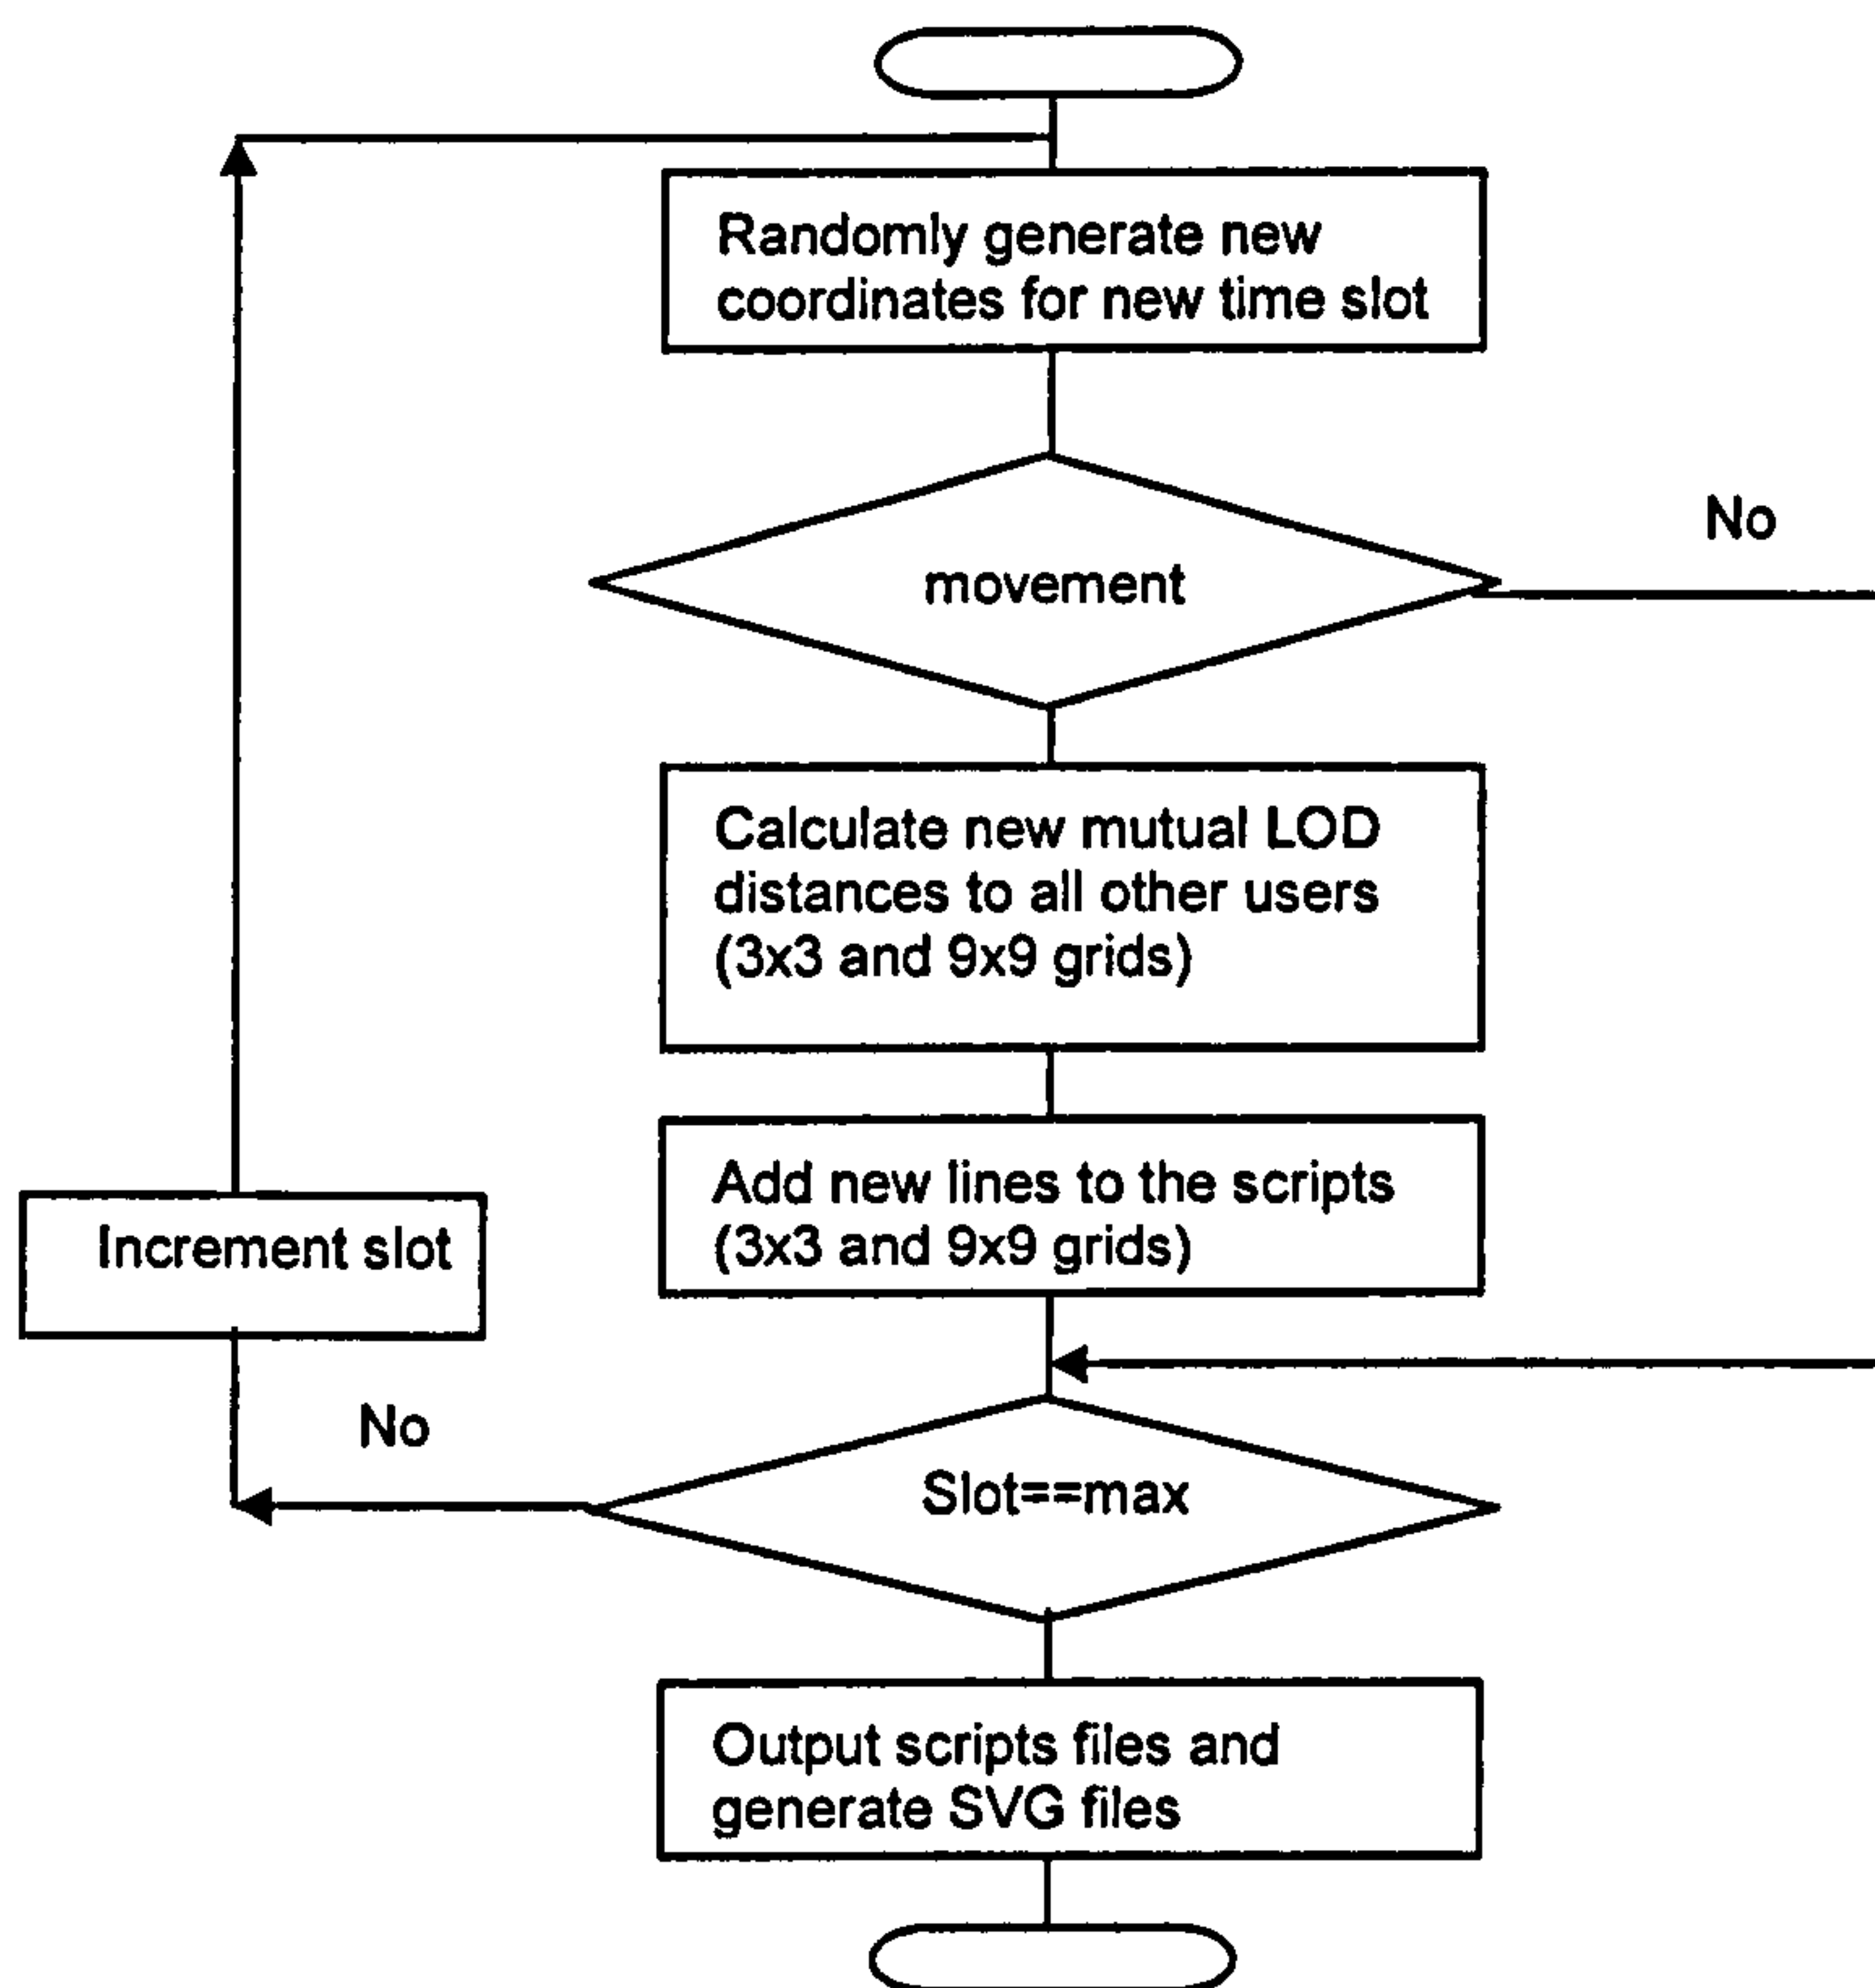 Randomly generate new
coordinates for new time slot
No
movement
Calculate new mutual LOD
distances to all other users
(3x3 and 9x9 grids)
Add new lines to the scripts
(3x3 and 9x9 grids)
Increment slot
No
Slot==max
Output scripts files and
generate SVG files